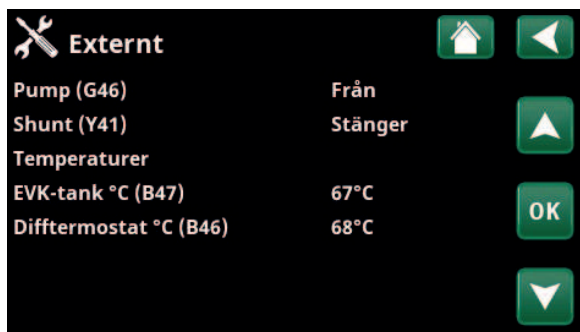 Externt
Pump (G46) Från
Shunt (Y41) Stänger
Temperaturer
EVK-tank °C (B47) 67°C
OK
Difftermostat °C (B46) 68°C